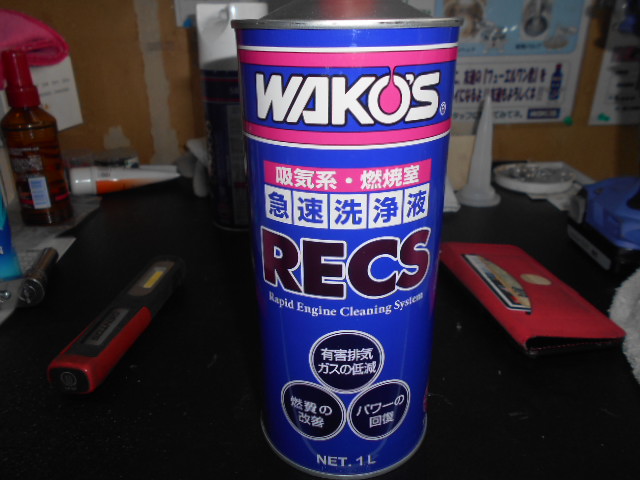 WAKO'S®
吸気系・燃焼室
急速洗浄液
RECS
Rapid Engine Cleaning System
有害排気
ガスの低減
燃費の
改善
パワーの
回復
NET. 1L